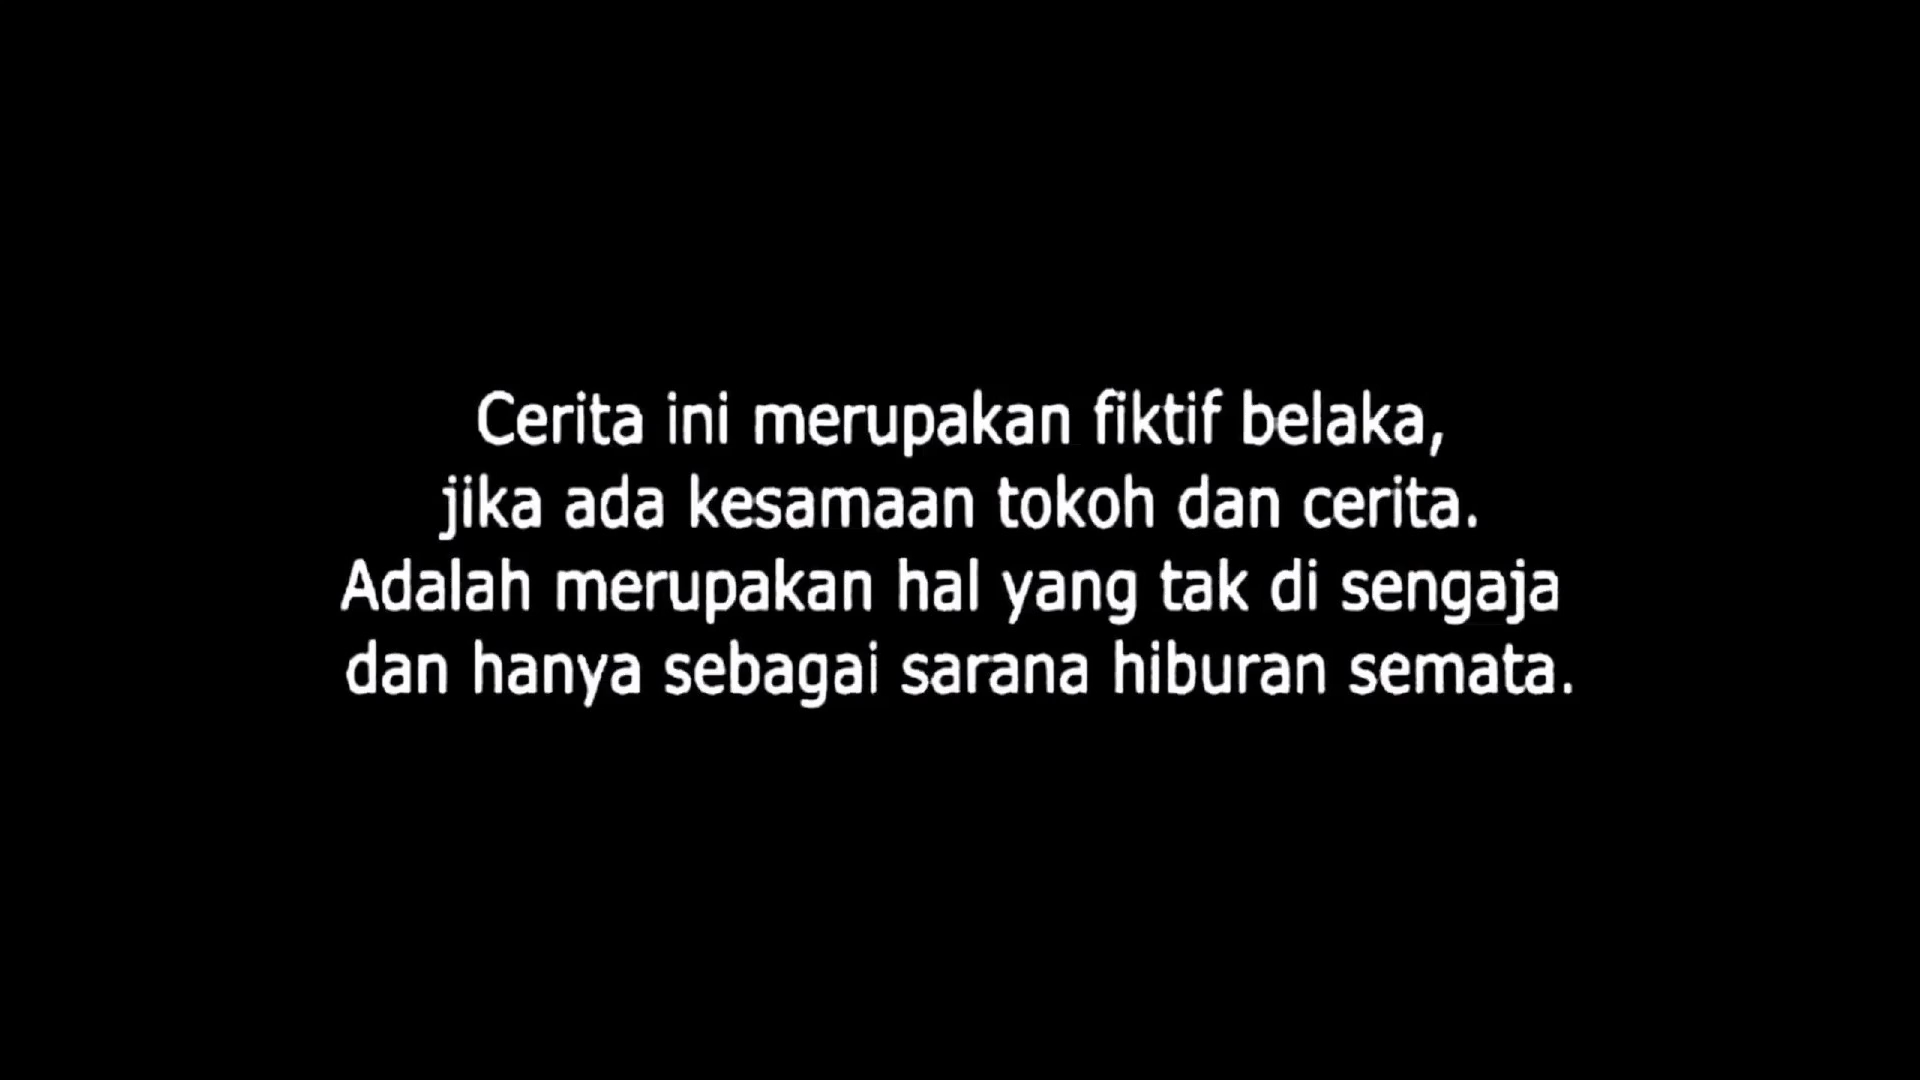 Cerita ini merupakan fiktif belaka,
jika ada kesamaan tokoh dan cerita.
Adalah merupakan hal yang tak di sengaja
dan hanya sebagai sarana hiburan semata.